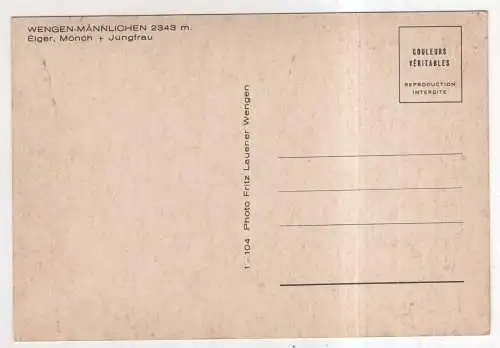 WENGEN-MÄNNLICHEN 2343 m.
Eiger, Mönch + Jungfrau
COULEURS
VÉRITABLES
REPRODUCTION
INTERDITE
1 - 104 Photo Fritz Lauener Wengen